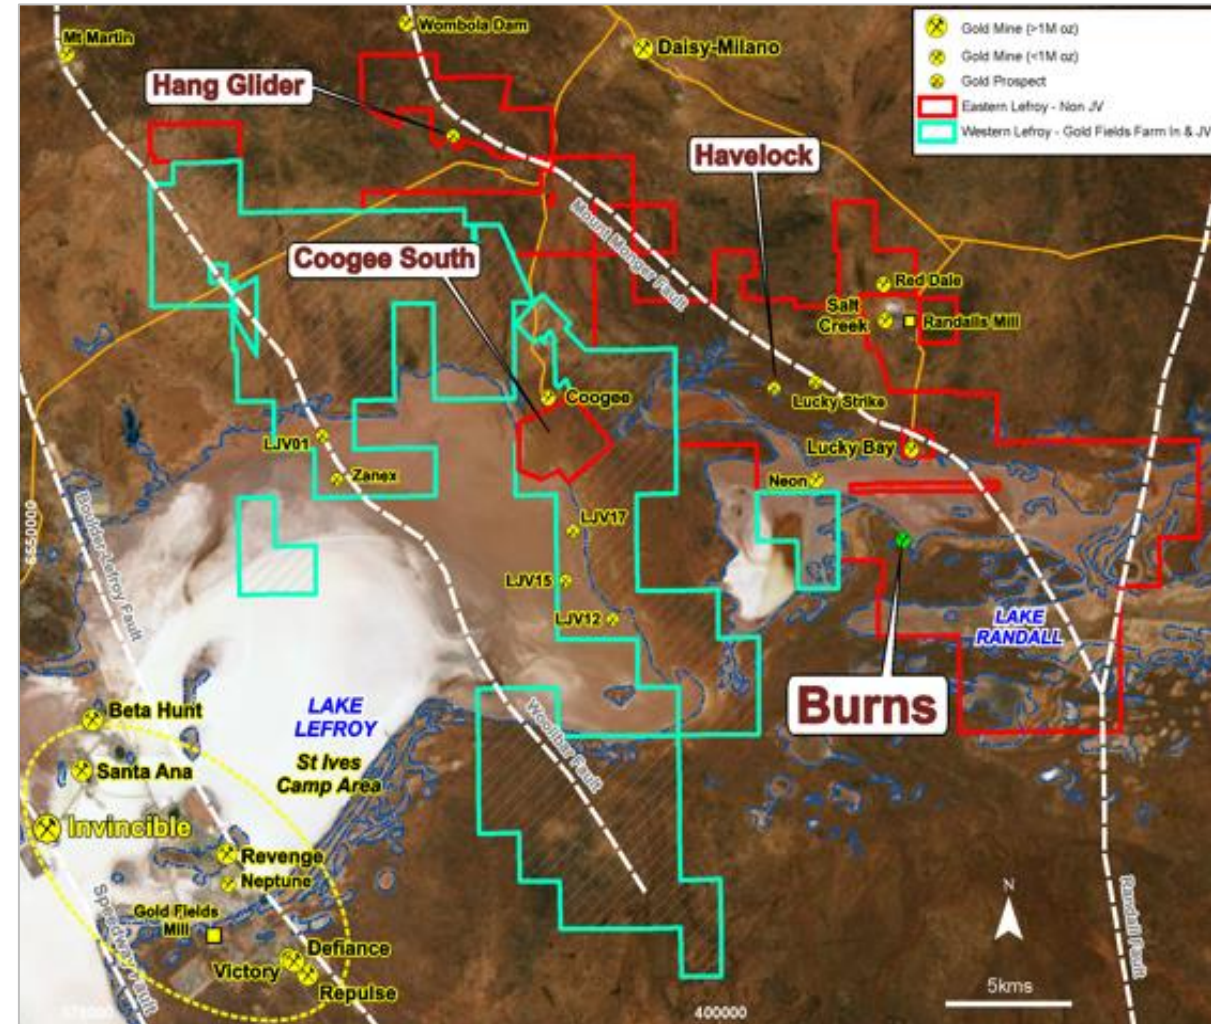 Mt Martin
Wombola Dam
Daisy-Milano
Gold Mine (>1M oz)
Gold Mine (<1M oz)
Gold Prospect
Eastern Lefroy - Non JV
Western Lefroy - Gold Fields Farm In & JV
Hang Glider
Havelock
Mount Monger Fault
Coogee South
Red Dale
Salt
Creek
Randalls Mill
Coogee
Lucky Strike
LJV01
Lucky Bay
Zanex
Neon
6550000
Boulder-Lefroy Fault
LJV17
LJV15
LJV12
LAKE
RANDALL
Burns
Beta Hunt
LAKE
LEFROY
Woolibar Fault
Santa Ana
St Ives
Camp Area
Invincible
Revenge
Neptune
Speedway Fault
Gold Fields
Mill
Defiance
Victory
Repulse
Randall Fault
N
5kms
400000